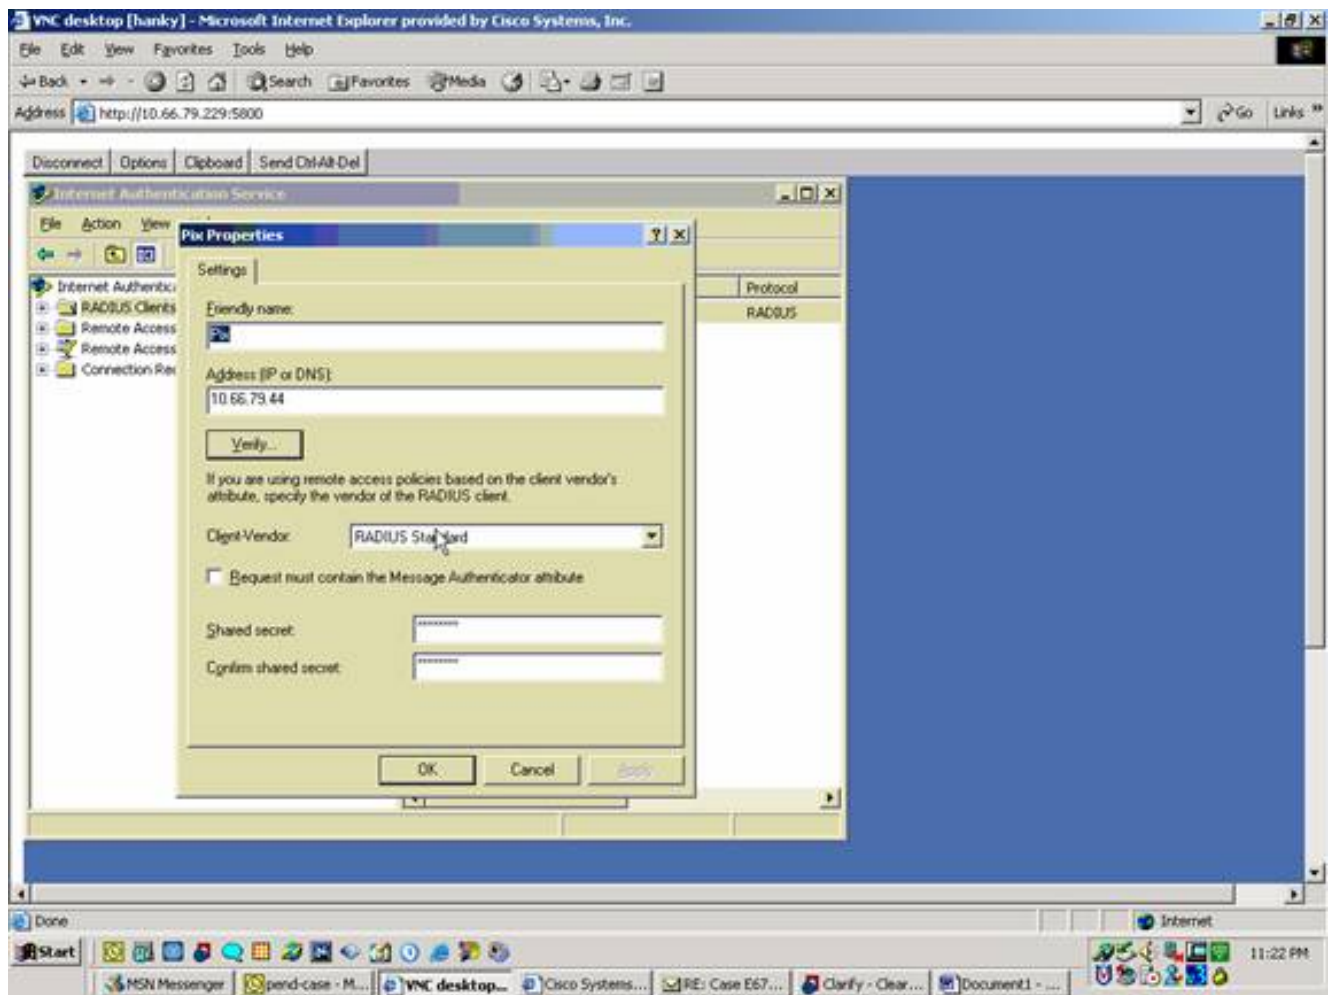 VNC desktop [hanky] - Microsoft Internet Explorer provided by Cisco Systems, Inc.
File Edit View Favorites Tools Help
Back Search Favorites Media
Address http://10.66.79.229:5800 Go Links »
Disconnect Options Clipboard Send Ctrl-Alt-Del
Internet Authentication Service
File Action View
Pix Properties
Settings
Internet Authentic
RADIUS Clients
Remote Access
Remote Access
Connection Re
Protocol
RADIUS
Friendly name:
Pix
Address (IP or DNS):
10.66.79.44
Verify...
If you are using remote access policies based on the client vendor's
attribute, specify the vendor of the RADIUS client.
Client-Vendor: RADIUS Standard
Request must contain the Message Authenticator attribute
Shared secret: ********
Confirm shared secret: ********
OK Cancel Apply
Done Internet
Start 11:22 PM
MSN Messenger pend-case - M... VNC desktop... Cisco Systems... RE: Case E67... Clarify - Clear... Document1 - ...